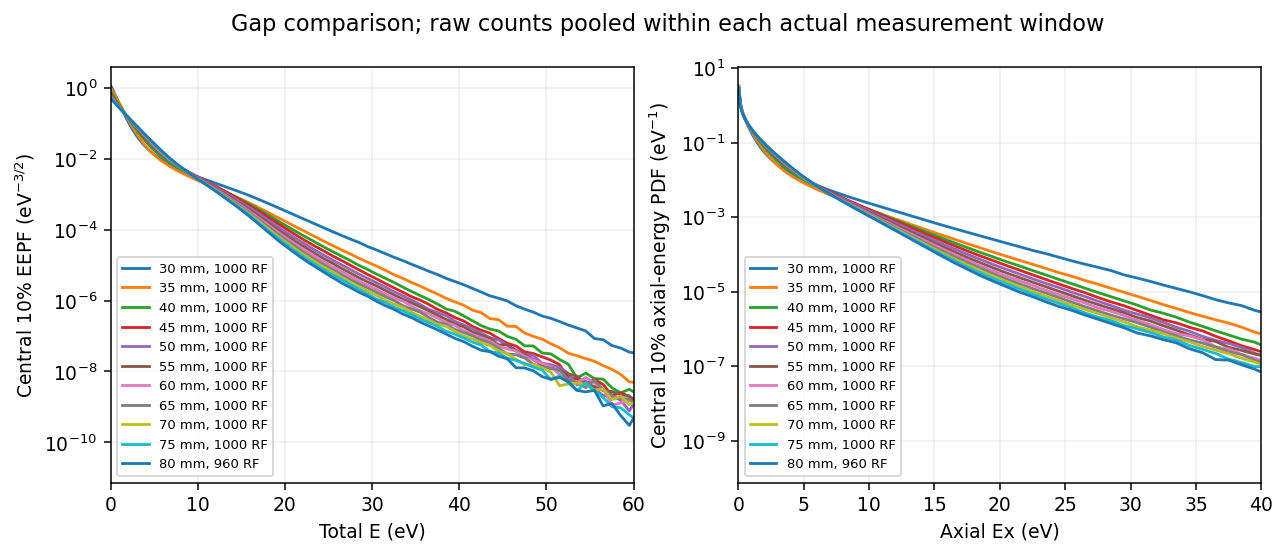 Gap comparison; raw counts pooled within each actual measurement window
Central 10% EEPF (eV⁻³ᐟ²)
10⁰
10⁻²
10⁻⁴
10⁻⁶
10⁻⁸
10⁻¹⁰
30 mm, 1000 RF
35 mm, 1000 RF
40 mm, 1000 RF
45 mm, 1000 RF
50 mm, 1000 RF
55 mm, 1000 RF
60 mm, 1000 RF
65 mm, 1000 RF
70 mm, 1000 RF
75 mm, 1000 RF
80 mm, 960 RF
0 10 20 30 40 50 60
Total E (eV)
Central 10% axial-energy PDF (eV⁻¹)
10¹
10⁻¹
10⁻³
10⁻⁵
10⁻⁷
10⁻⁹
30 mm, 1000 RF
35 mm, 1000 RF
40 mm, 1000 RF
45 mm, 1000 RF
50 mm, 1000 RF
55 mm, 1000 RF
60 mm, 1000 RF
65 mm, 1000 RF
70 mm, 1000 RF
75 mm, 1000 RF
80 mm, 960 RF
0 5 10 15 20 25 30 35 40
Axial Ex (eV)